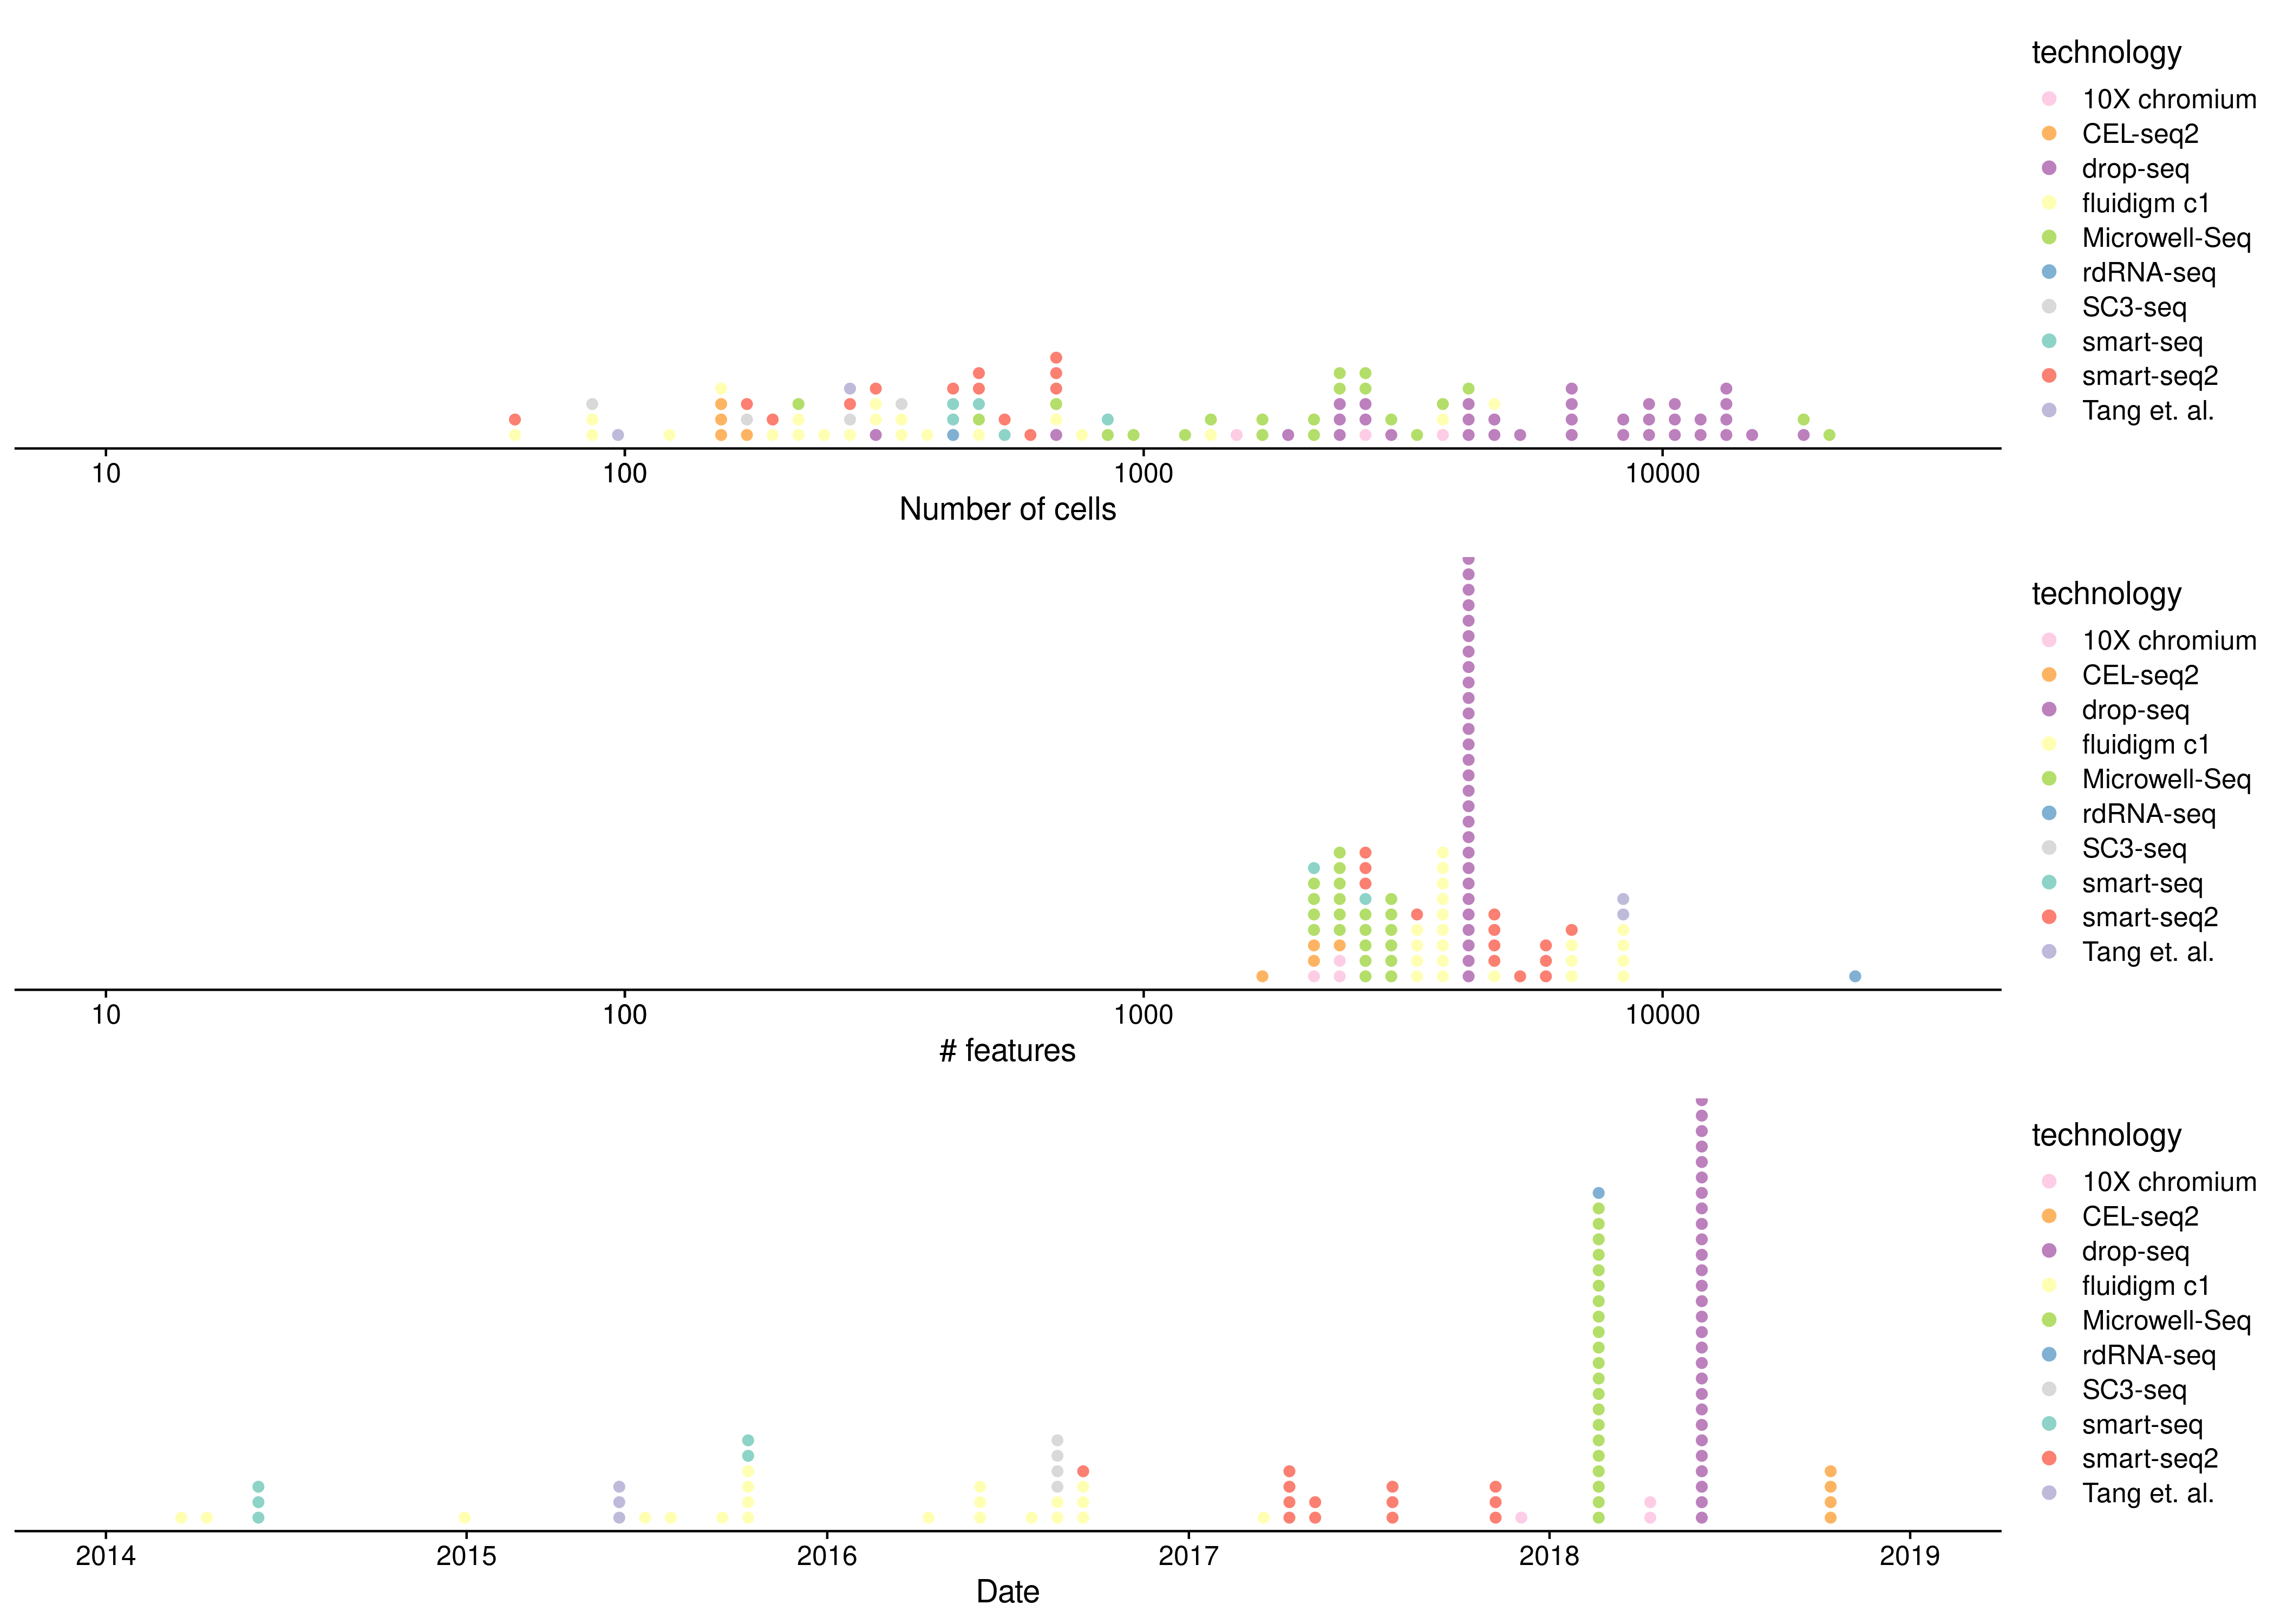 technology
10X chromium
CEL-seq2
drop-seq
fluidigm c1
Microwell-Seq
rdRNA-seq
SC3-seq
smart-seq
smart-seq2
Tang et. al.
10 100 1000 10000
Number of cells
technology
10X chromium
CEL-seq2
drop-seq
fluidigm c1
Microwell-Seq
rdRNA-seq
SC3-seq
smart-seq
smart-seq2
Tang et. al.
10 100 1000 10000
# features
technology
10X chromium
CEL-seq2
drop-seq
fluidigm c1
Microwell-Seq
rdRNA-seq
SC3-seq
smart-seq
smart-seq2
Tang et. al.
2014 2015 2016 2017 2018 2019
Date